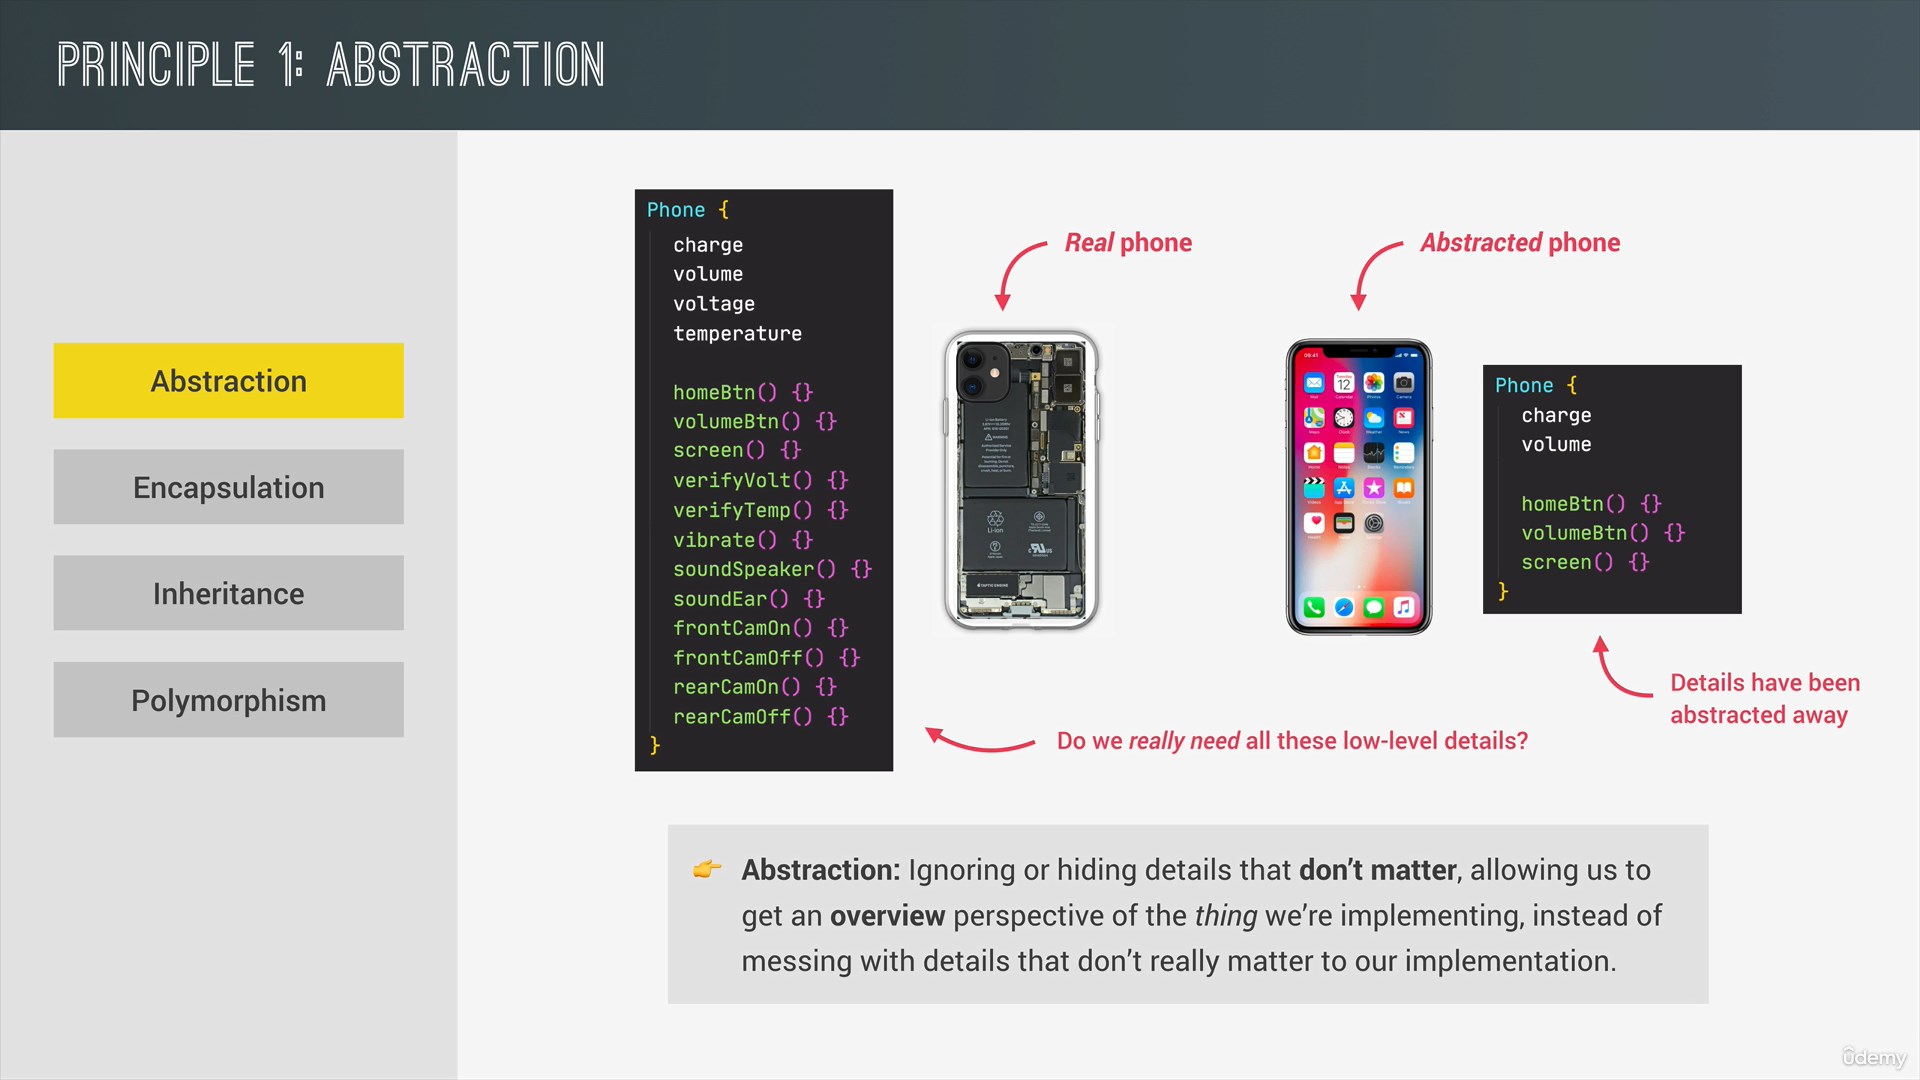 PRINCIPLE 1: ABSTRACTION
Abstraction
Encapsulation
Inheritance
Polymorphism
Phone {
charge
volume
voltage
temperature
homeBtn() {}
volumeBtn() {}
screen() {}
verifyVolt() {}
verifyTemp() {}
vibrate() {}
soundSpeaker() {}
soundEar() {}
frontCamOn() {}
frontCamOff() {}
rearCamOn() {}
rearCamOff() {}
}
Real phone
Abstracted phone
Phone {
charge
volume
homeBtn() {}
volumeBtn() {}
screen() {}
}
Details have been
abstracted away
Do we really need all these low-level details?
👉 Abstraction: Ignoring or hiding details that don’t matter, allowing us to
get an overview perspective of the thing we’re implementing, instead of
messing with details that don’t really matter to our implementation.
ûdemy